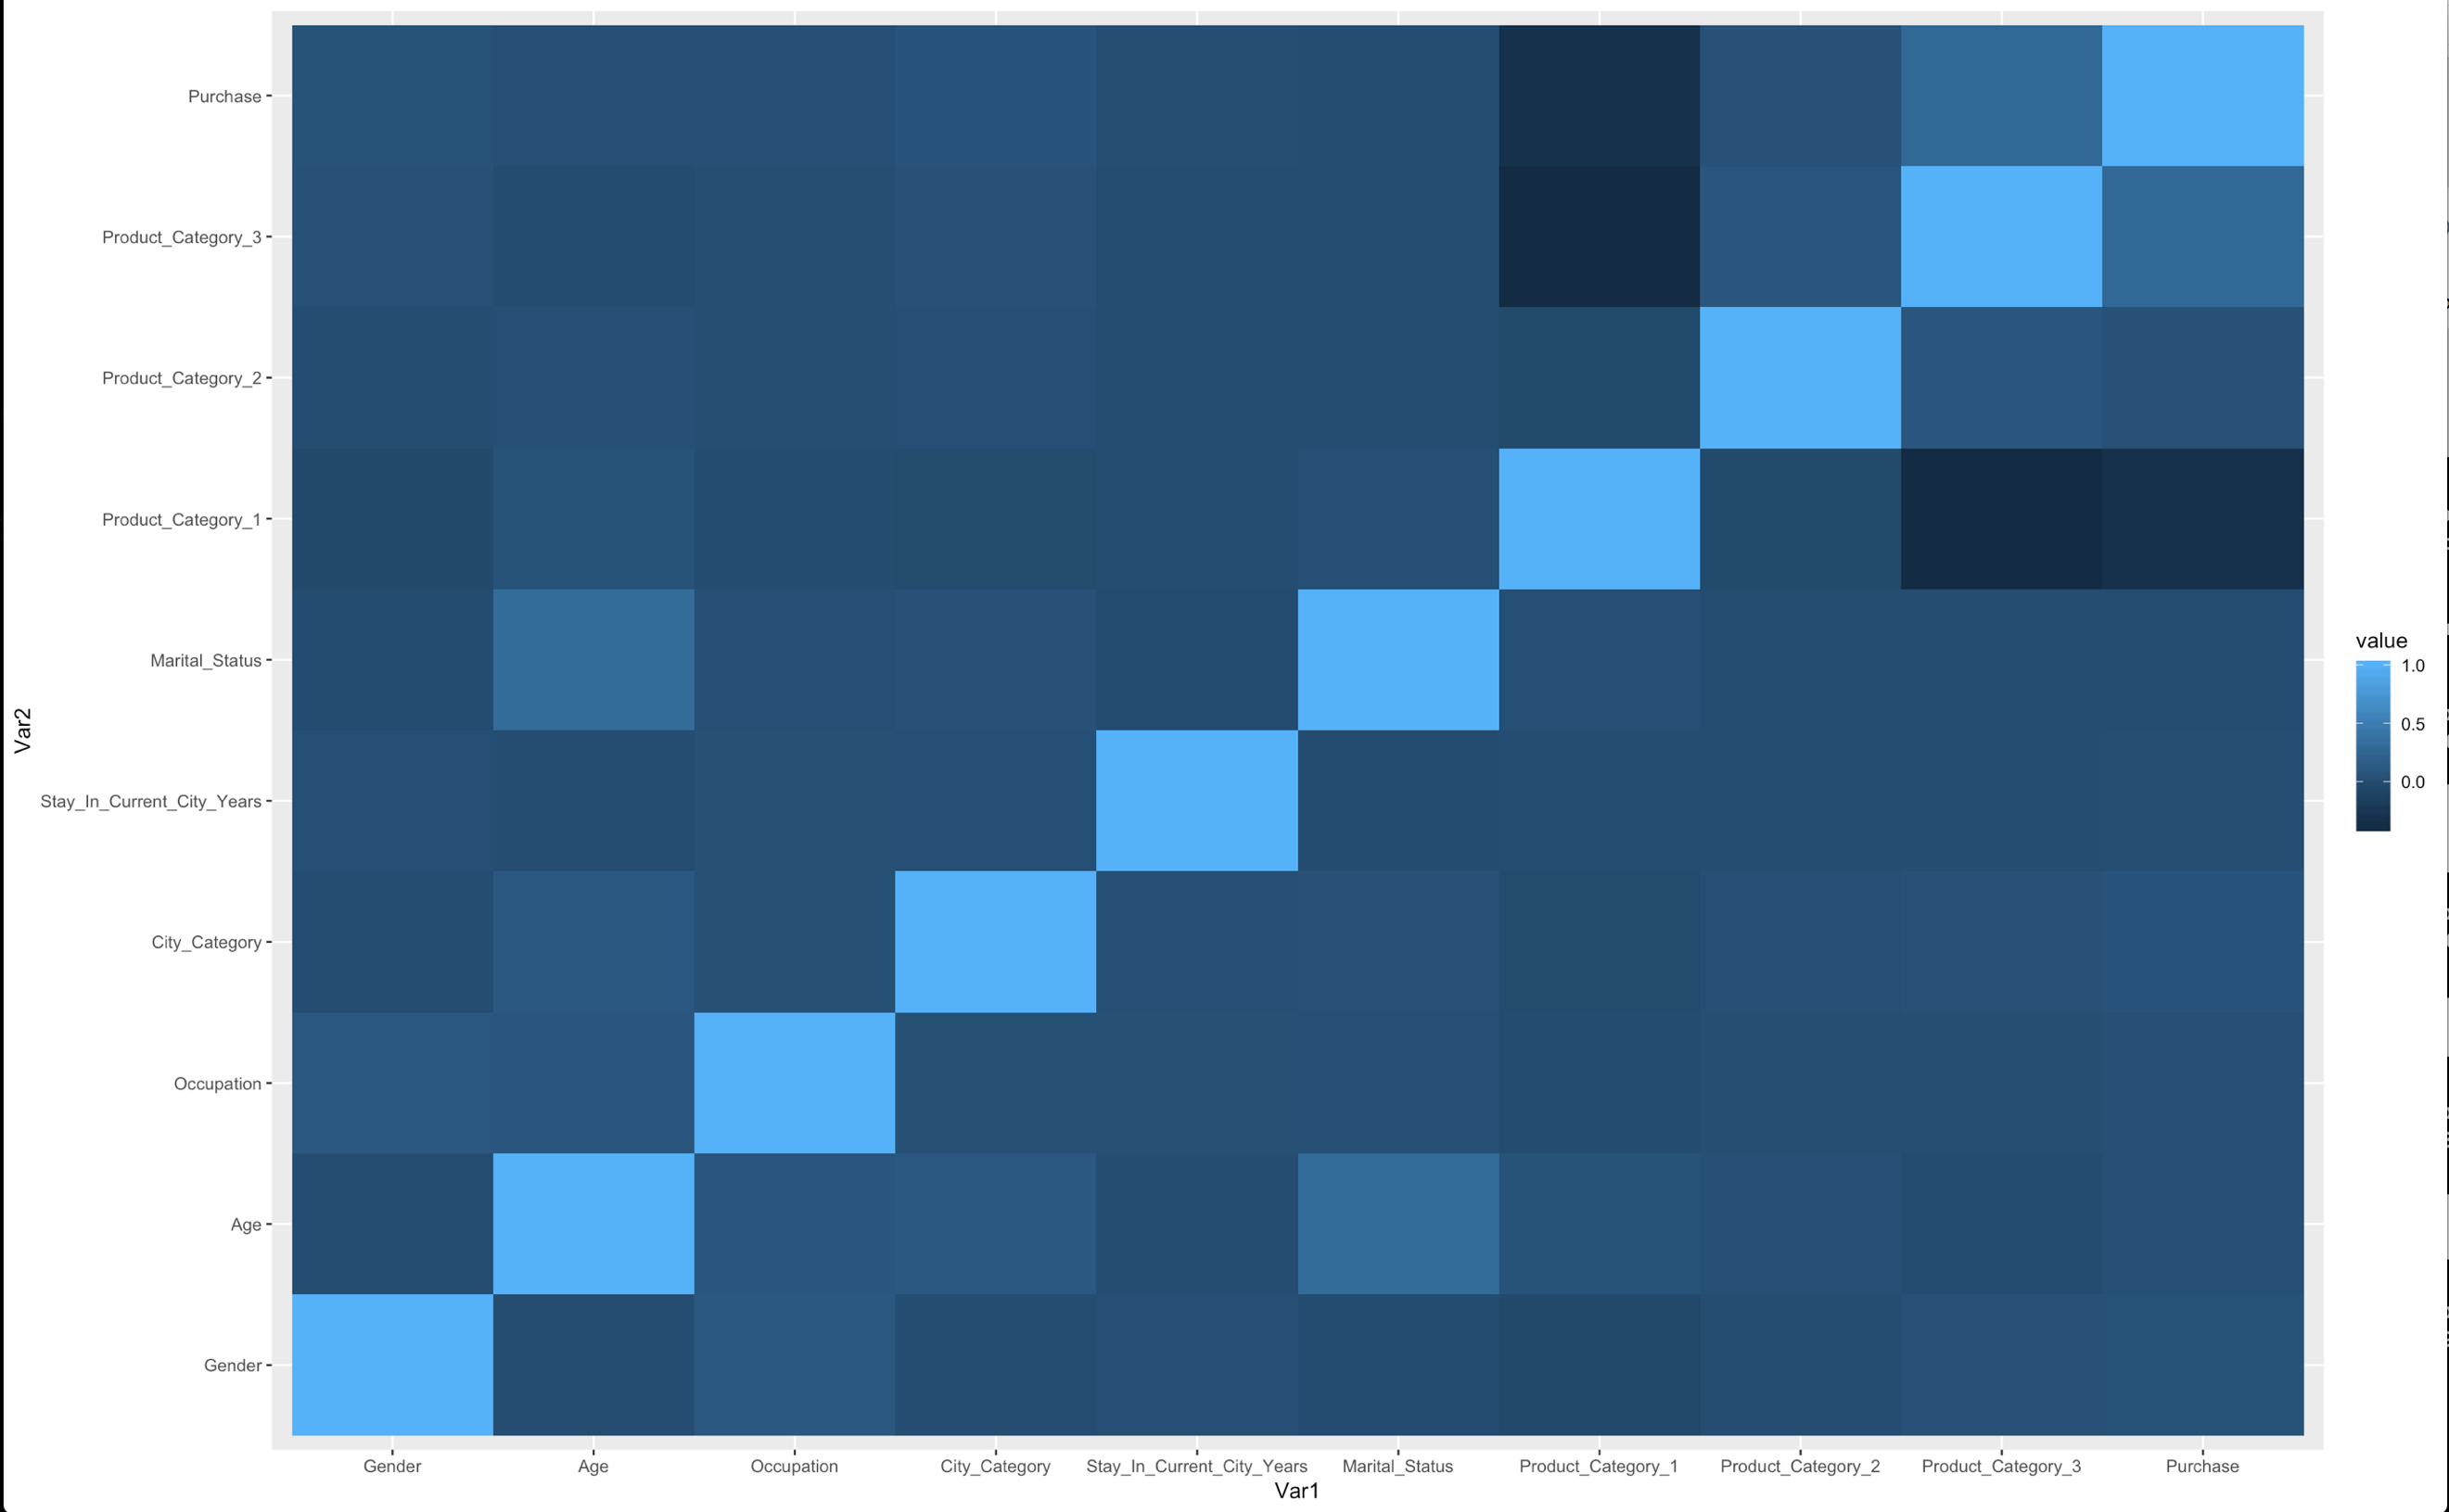 Purchase
Product_Category_3
Product_Category_2
Product_Category_1
Marital_Status
Stay_In_Current_City_Years
City_Category
Occupation
Age
Gender
Var2
Gender Age Occupation City_Category Stay_In_Current_City_Years Marital_Status Product_Category_1 Product_Category_2 Product_Category_3 Purchase
Var1
value
1.0
0.5
0.0